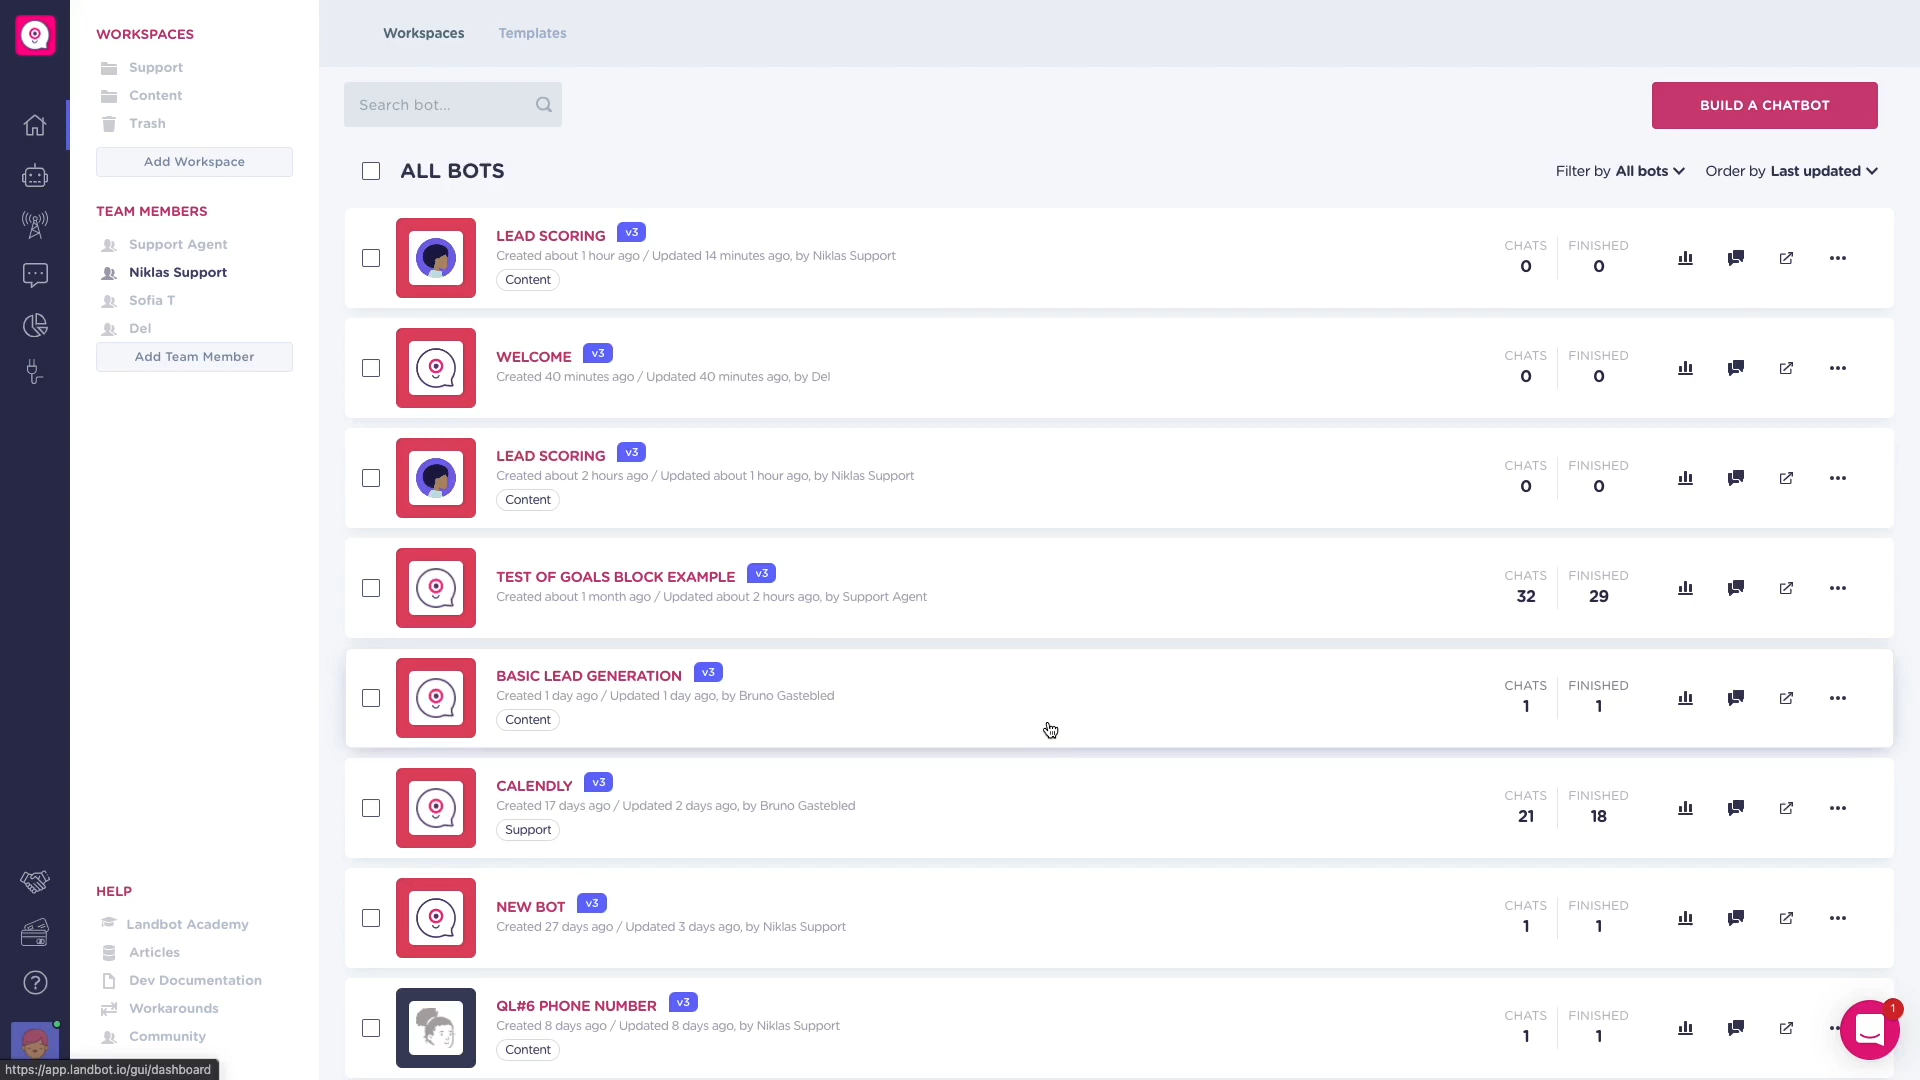 WORKSPACES
Support
Content
Trash
Add Workspace
TEAM MEMBERS
Support Agent
Niklas Support
Sofia T
Del
Add Team Member
HELP
Landbot Academy
Articles
Dev Documentation
Workarounds
Community
https://app.landbot.io/gui/dashboard
Workspaces Templates
Search bot...
BUILD A CHATBOT
ALL BOTS
Filter by All bots Order by Last updated
LEAD SCORING v3
Created about 1 hour ago / Updated 14 minutes ago, by Niklas Support
Content
CHATS FINISHED
0 0
WELCOME v3
Created 40 minutes ago / Updated 40 minutes ago, by Del
CHATS FINISHED
0 0
LEAD SCORING v3
Created about 2 hours ago / Updated about 1 hour ago, by Niklas Support
Content
CHATS FINISHED
0 0
TEST OF GOALS BLOCK EXAMPLE v3
Created about 1 month ago / Updated about 2 hours ago, by Support Agent
CHATS FINISHED
32 29
BASIC LEAD GENERATION v3
Created 1 day ago / Updated 1 day ago, by Bruno Gastebled
Content
CHATS FINISHED
1 1
CALENDLY v3
Created 17 days ago / Updated 2 days ago, by Bruno Gastebled
Support
CHATS FINISHED
21 18
NEW BOT v3
Created 27 days ago / Updated 3 days ago, by Niklas Support
CHATS FINISHED
1 1
QL#6 PHONE NUMBER v3
Created 8 days ago / Updated 8 days ago, by Niklas Support
Content
CHATS FINISHED
1 1
1